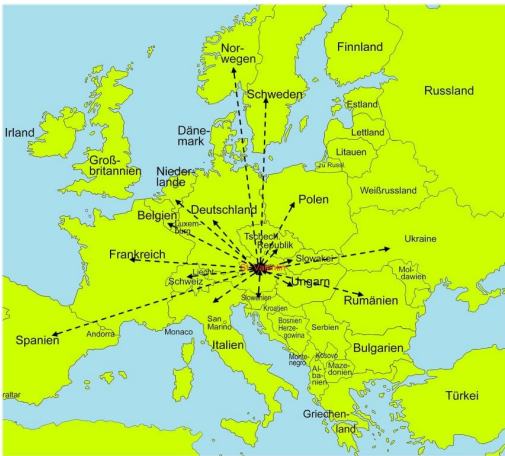 Nor-
wegen
Finnland
Schweden
Russland
Estland
Lettland
Irland
Däne-
mark
Litauen
zu Russl.
Groß-
britannien
Nieder-
lande
Weißrussland
Polen
Deutschland
Belgien
Luxem-
burg
Tschech.
Republik
Ukraine
Frankreich
Slowakei
Liecht.
Schweiz
Mol-
dawien
Ungarn
Rumänien
Slowenien
Kroatien
San
Marino
Bosnien
Herze-
gowina
Serbien
Monaco
Andorra
Spanien
Italien
Bulgarien
Monte-
negro
Kosovo
Al-
ba-
nien
Maze-
donien
Türkei
raltar
Griechen-
land